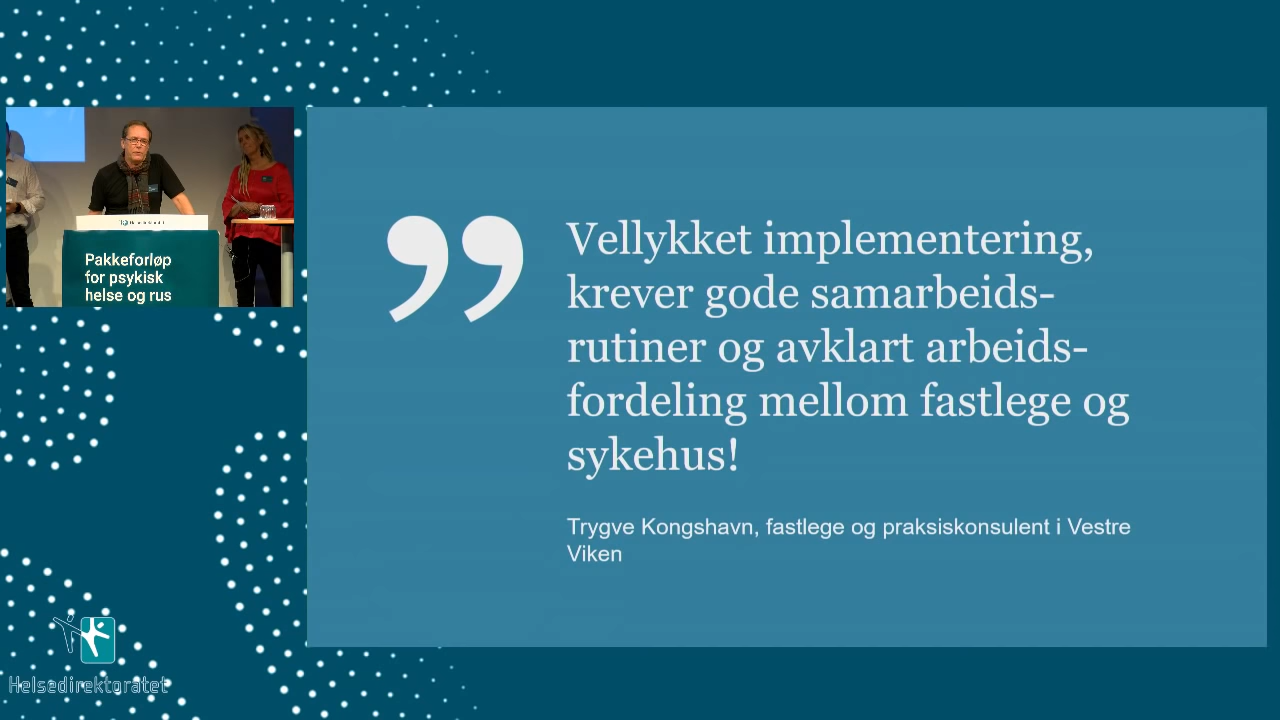 Pakkeforløp
for psykisk
helse og rus
”
Vellykket implementering,
krever gode samarbeids-
rutiner og avklart arbeids-
fordeling mellom fastlege og
sykehus!
Trygve Kongshavn, fastlege og praksiskonsulent i Vestre
Viken
Helsedirektoratet